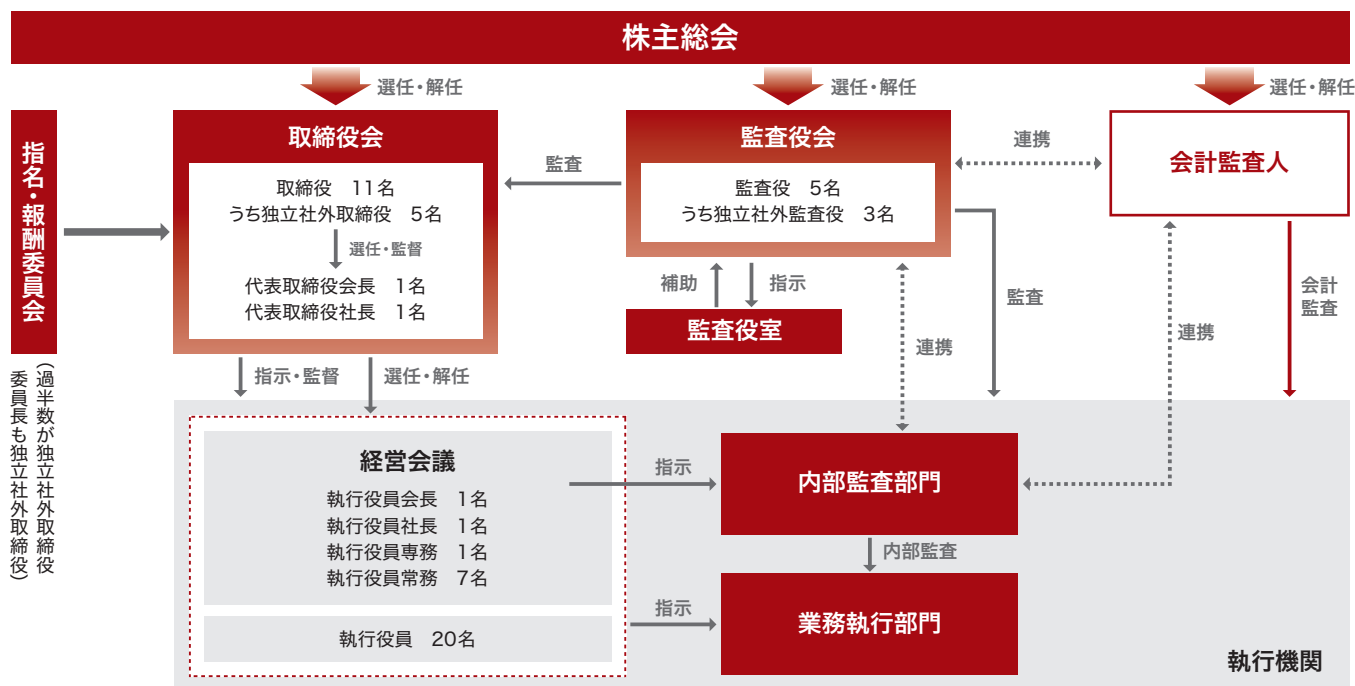 株主総会
選任・解任
選任・解任
選任・解任
指名・報酬委員会
(過半数が独立社外取締役
委員長も独立社外取締役)
取締役会
取締役 11名
うち独立社外取締役 5名
選任・監督
代表取締役会長 1名
代表取締役社長 1名
監査
監査役会
監査役 5名
うち独立社外監査役 3名
連携
会計監査人
補助
指示
監査役室
連携
監査
連携
会計
監査
指示・監督
選任・解任
経営会議
執行役員会長 1名
執行役員社長 1名
執行役員専務 1名
執行役員常務 7名
指示
内部監査部門
内部監査
執行役員 20名
指示
業務執行部門
執行機関